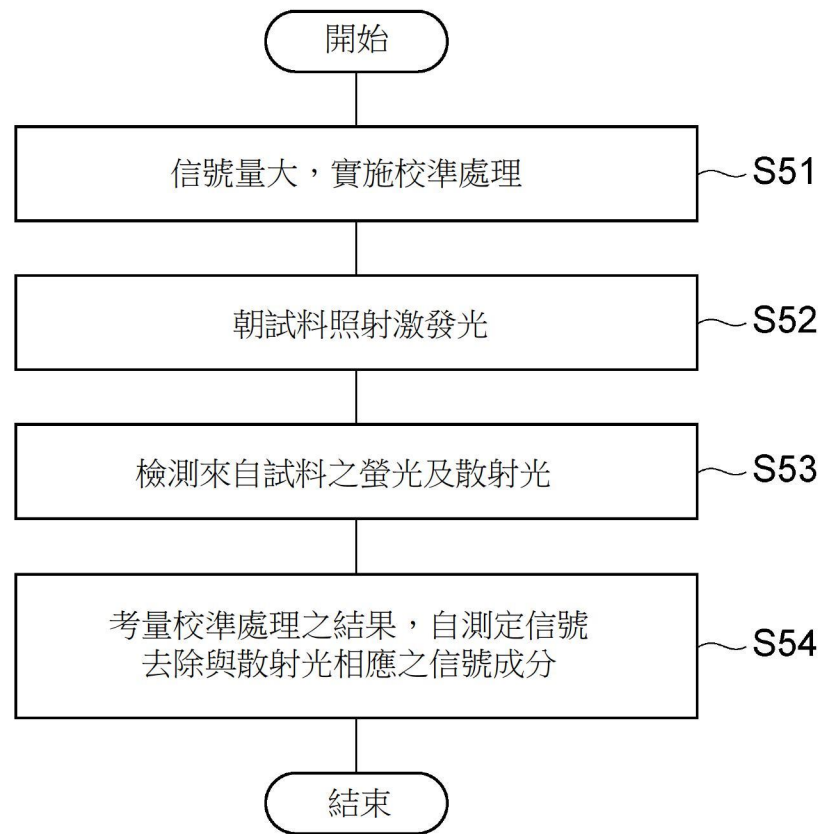 開始
信號量大，實施校準處理
S51
朝試料照射激發光
S52
檢測來自試料之螢光及散射光
S53
考量校準處理之結果，自測定信號
去除與散射光相應之信號成分
S54
結束